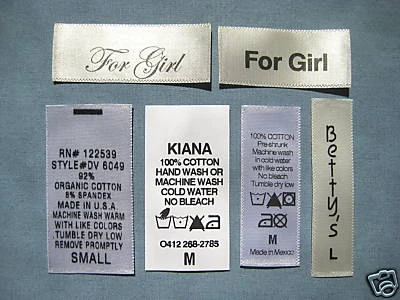 For Girl
For Girl
RN# 122539
STYLE#DV 6049
92%
ORGANIC COTTON
8% SPANDEX
MADE IN U.S.A
MACHINE WASH WARM
WITH LIKE COLORS
TUMBLE DRY LOW
REMOVE PROMPTLY
SMALL
KIANA
100% COTTON
HAND WASH OR
MACHINE WASH
COLD WATER
NO BLEACH
O412 268-2785
M
100% COTTON
Pre-shrunk
Machine wash
in cold water
with like colors
No bleach
Tumble dry low
M
Made in Mexico
Betty's L